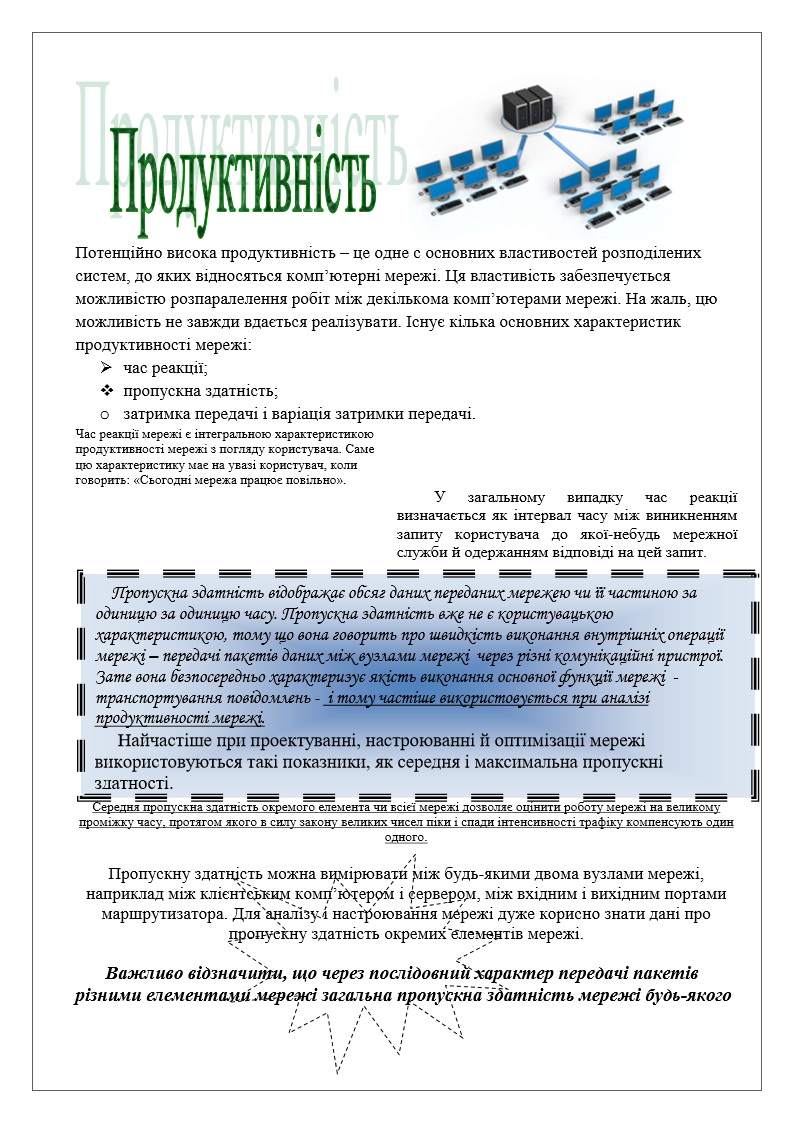 Продуктивність
Потенційно висока продуктивність – це одне с основних властивостей розподілених
систем, до яких відносяться комп’ютерні мережі. Ця властивість забезпечується
можливістю розпаралелення робіт між декількома комп’ютерами мережі. На жаль, цю
можливість не завжди вдається реалізувати. Існує кілька основних характеристик
продуктивності мережі:
⮚ час реакції;
❖ пропускна здатність;
o затримка передачі і варіація затримки передачі.
Час реакції мережі є інтегральною характеристикою
продуктивності мережі з погляду користувача. Саме
цю характеристику має на увазі користувач, коли
говорить: «Сьогодні мережа працює повільно».
У загальному випадку час реакції
визначається як інтервал часу між виникненням
запиту користувача до якої-небудь мережної
служби й одержанням відповіді на цей запит.
Пропускна здатність відображає обсяг даних переданих мережею чи її частиною за
одиницю за одиницю часу. Пропускна здатність вже не є користувацькою
характеристикою, тому що вона говорить про швидкість виконання внутрішніх операції
мережі – передачі пакетів даних між вузлами мережі через різні комунікаційні пристрої.
Зате вона безпосередньо характеризує якість виконання основної функції мережі -
транспортування повідомлень - і тому частіше використовується при аналізі
продуктивності мережі.
Найчастіше при проектуванні, настроюванні й оптимізації мережі
використовуються такі показники, як середня і максимальна пропускні
здатності.
Середня пропускна здатність окремого елемента чи всієї мережі дозволяє оцінити роботу мережі на великому
проміжку часу, протягом якого в силу закону великих чисел піки і спади інтенсивності трафіку компенсують один
одного.
Пропускну здатність можна вимірювати між будь-якими двома вузлами мережі,
наприклад між клієнтським комп’ютером і сервером, між вхідним і вихідним портами
маршрутизатора. Для аналізу і настроювання мережі дуже корисно знати дані про
пропускну здатність окремих елементів мережі.
Важливо відзначити, що через послідовний характер передачі пакетів
різними елементами мережі загальна пропускна здатність мережі будь-якого